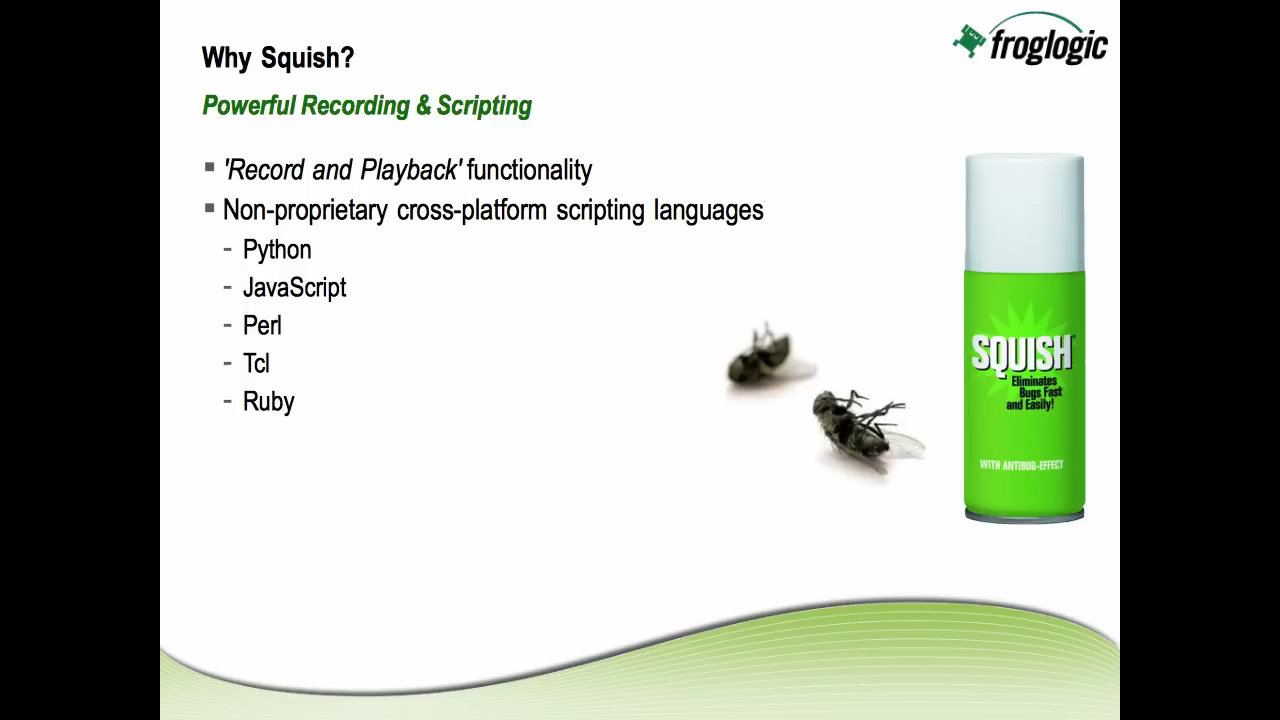 froglogic
Why Squish?
Powerful Recording & Scripting
'Record and Playback' functionality
Non-proprietary cross-platform scripting languages
- Python
- JavaScript
- Perl
- Tcl
- Ruby
SQUISH
Eliminates
Bugs Fast
and Easily!
WITH ANTIBUG-EFFECT